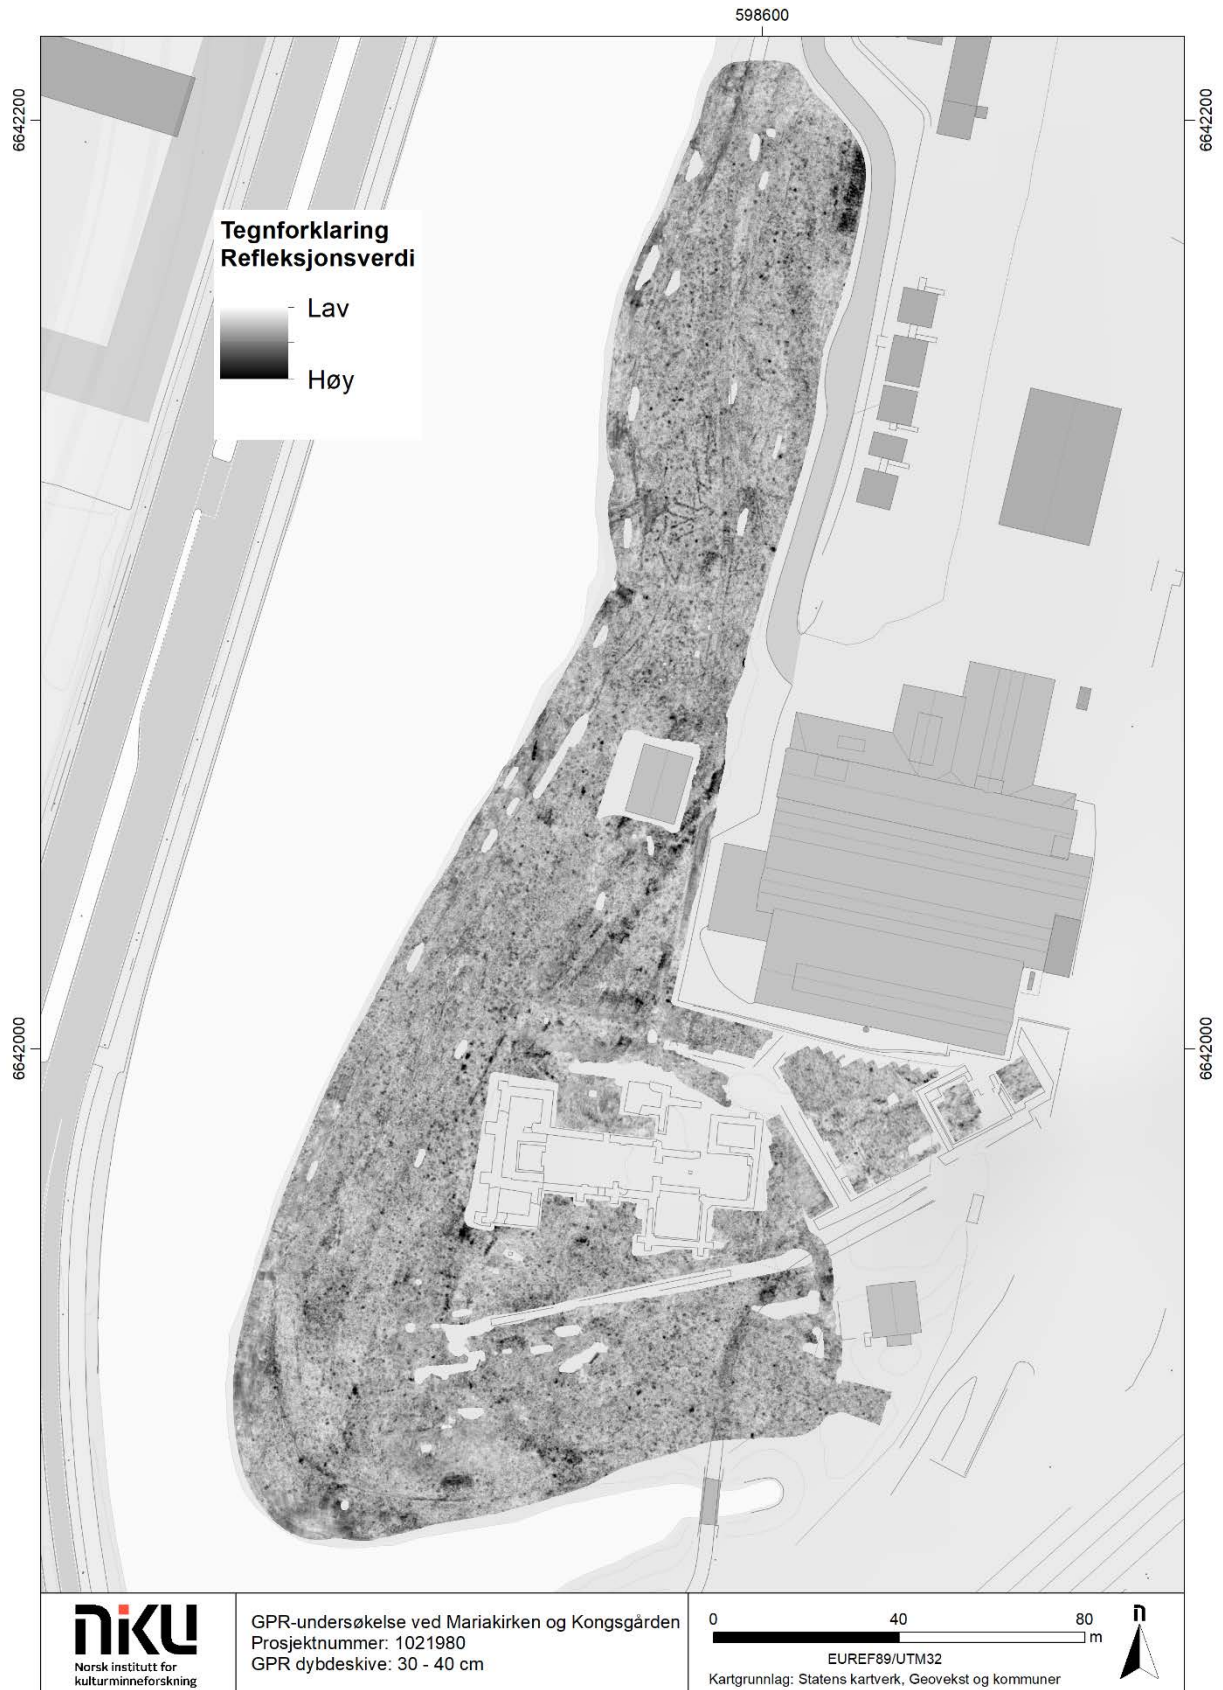 598600
6642200
6642200
Tegnforklaring
Refleksjonsverdi
Lav
Høy
6642000
6642000
niku
Norsk institutt for
kulturminneforskning
GPR-undersøkelse ved Mariakirken og Kongsgården
Prosjektnummer: 1021980
GPR dybdeskive: 30 - 40 cm
0 40 80
m
EUREF89/UTM32
Kartgrunnlag: Statens kartverk, Geovekst og kommuner
n